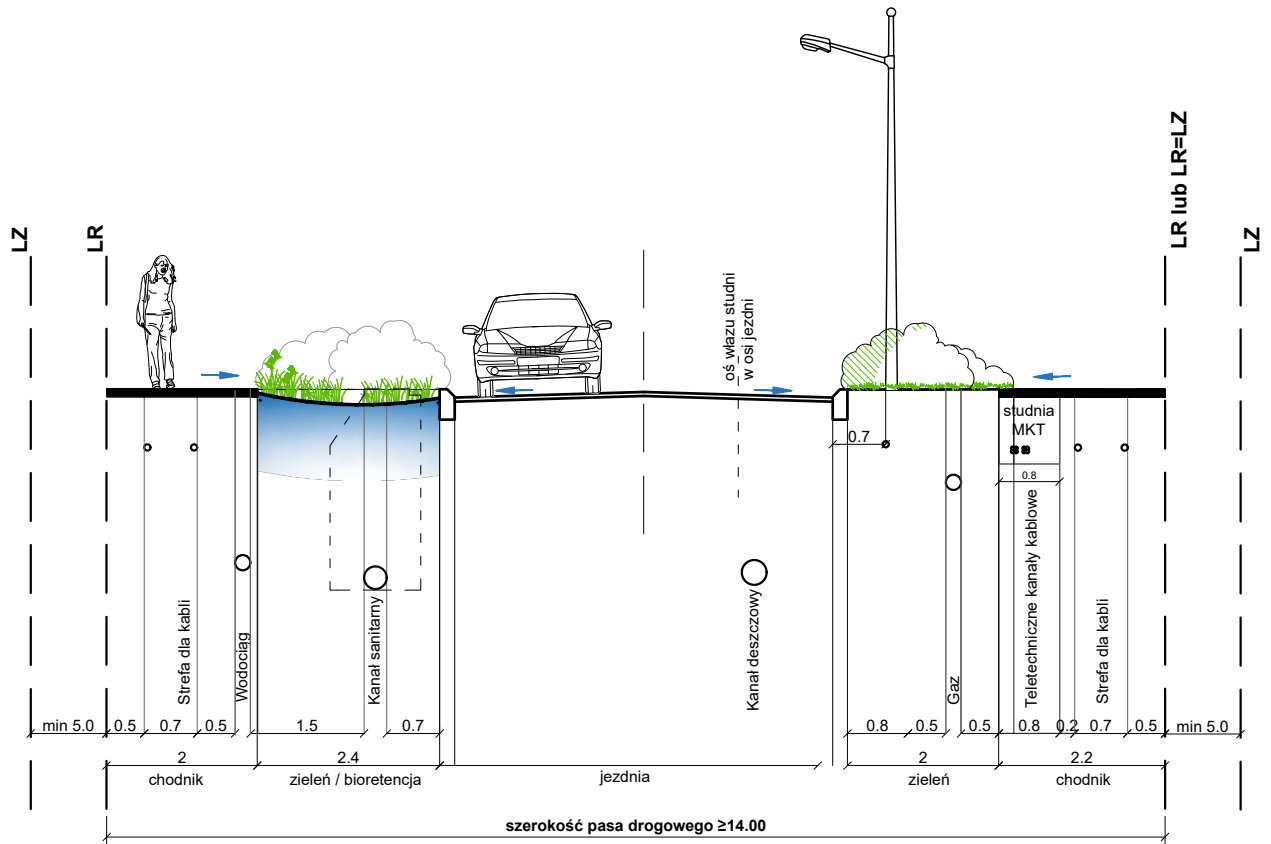 LZ
LR
LR lub LR=LZ
LZ
oś włazu studni
w osi jezdni
0.7
studnia
MKT
0.8
Strefa dla kabli
Wodociąg
Kanał sanitarny
Kanał deszczowy
Gaz
Teletechniczne kanały kablowe
Strefa dla kabli
min 5.0 0.5 0.7 0.5 1.5 0.7 0.8 0.5 0.5 0.8 0.2 0.7 0.5 min 5.0
2 2.4 2 2.2
chodnik zieleń / bioretencja jezdnia zieleń chodnik
szerokość pasa drogowego ≥14.00